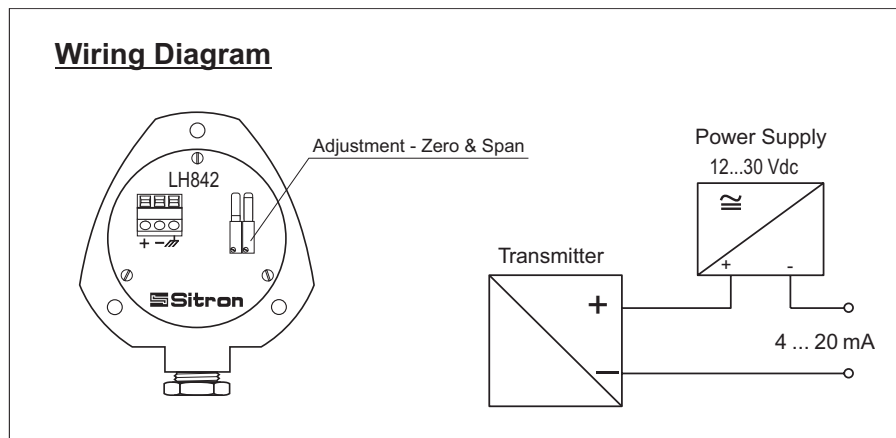 Wiring Diagram
Adjustment - Zero & Span
LH842
+ −
Sitron
Power Supply
12...30 Vdc
≅
+ -
Transmitter
+
−
4 ... 20 mA